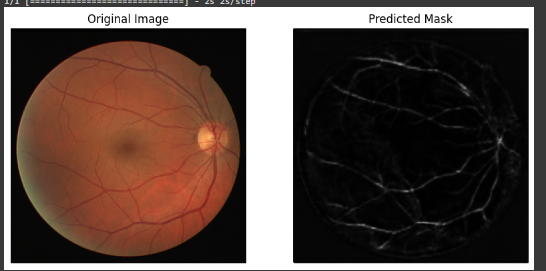 1/1 [==============================] - 2s 2s/step
Original Image
Predicted Mask